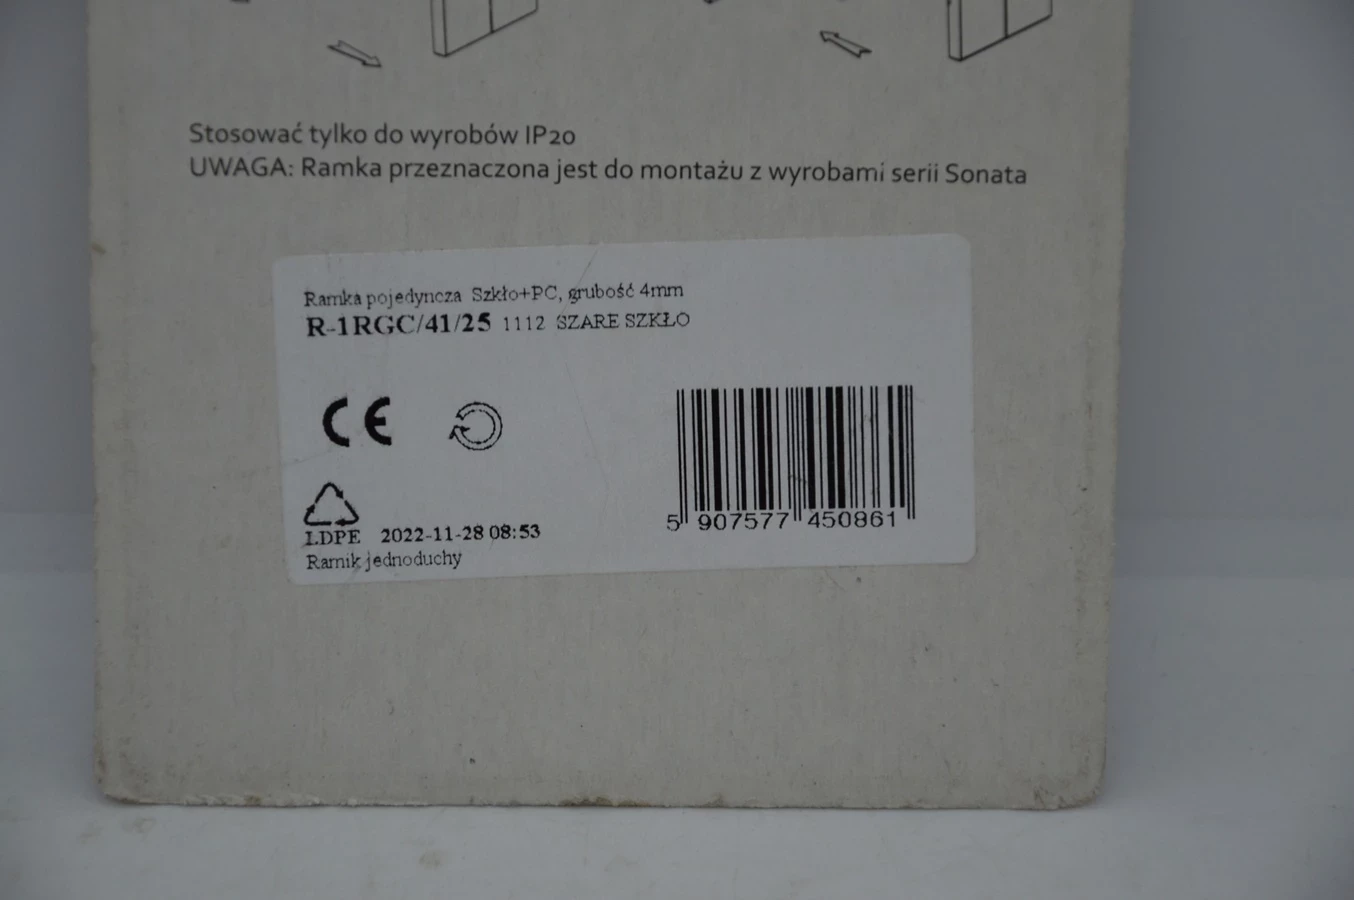 Stosować tylko do wyrobów IP20
UWAGA: Ramka przeznaczona jest do montażu z wyrobami serii Sonata
Ramka pojedyncza Szkło+PC, grubość 4mm
R-1RGC/41/25 1112 SZARE SZKŁO
CE
LDPE 2022-11-28 08:53
Ramik jednoduchy
5 907577 450861